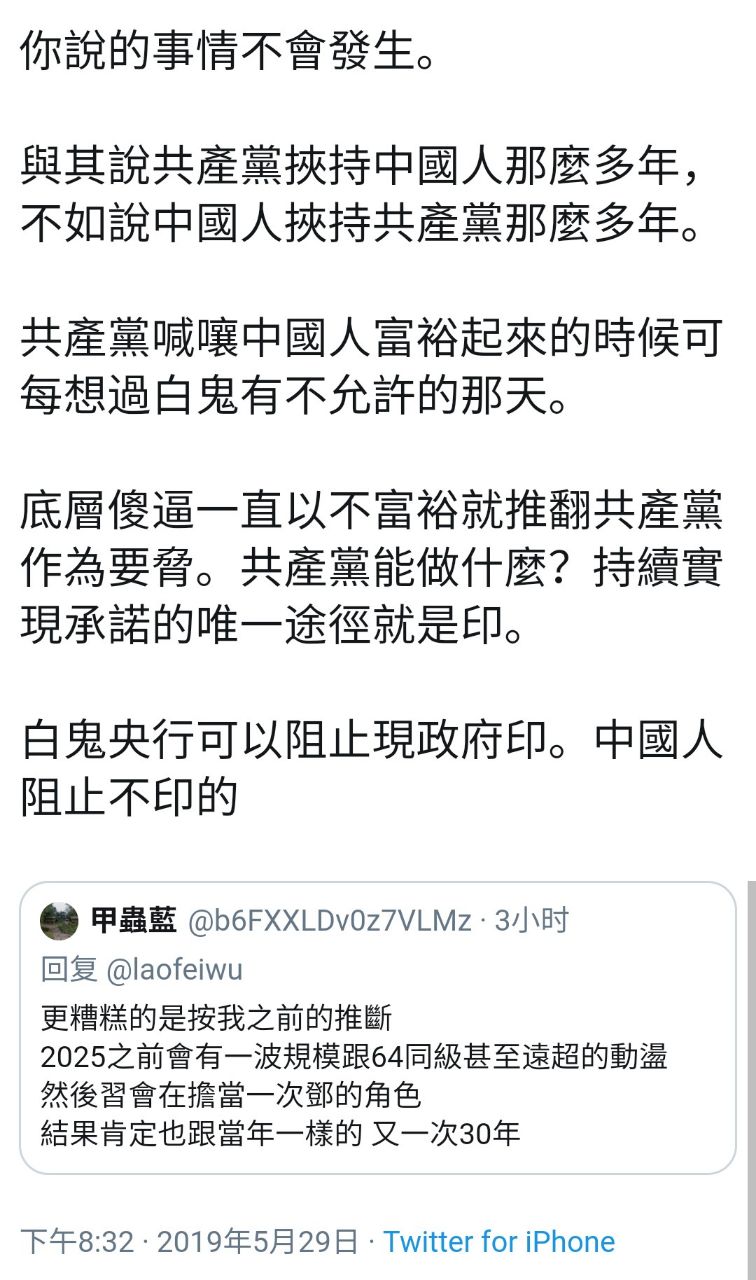 你說的事情不會發生。
與其說共產黨挾持中國人那麼多年，
不如說中國人挾持共產黨那麼多年。
共產黨喊嚷中國人富裕起來的時候可
每想過白鬼有不允許的那天。
底層傻逼一直以不富裕就推翻共產黨
作為要脅。共產黨能做什麼？持續實
現承諾的唯一途徑就是印。
白鬼央行可以阻止現政府印。中國人
阻止不印的
甲蟲藍 @b6FXXLDv0z7VLMz · 3小时
回复 @laofeiwu
更糟糕的是按我之前的推斷
2025之前會有一波規模跟64同級甚至遠超的動盪
然後習會在擔當一次鄧的角色
結果肯定也跟當年一樣的 又一次30年
下午8:32 · 2019年5月29日 · Twitter for iPhone